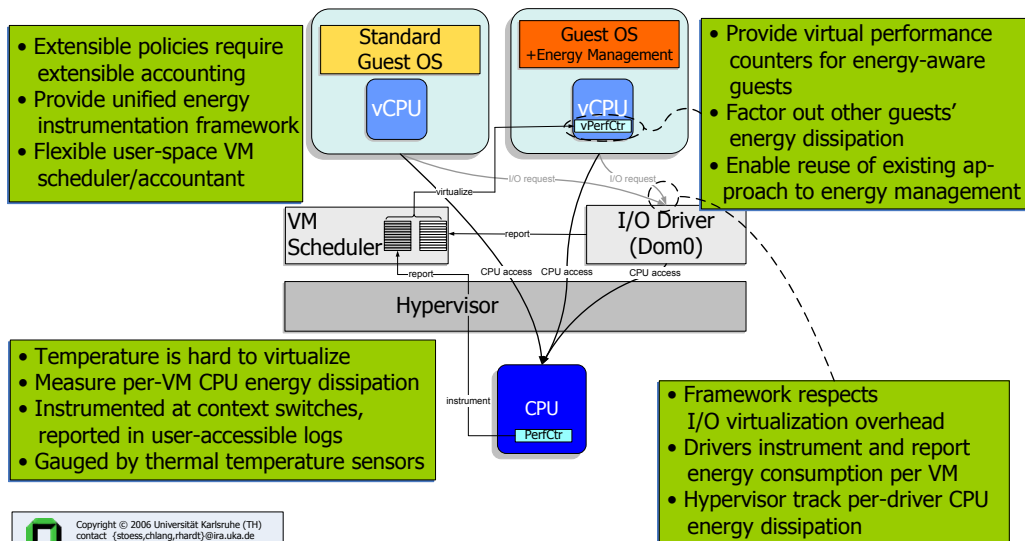 • Extensible policies require
extensible accounting
• Provide unified energy
instrumentation framework
• Flexible user-space VM
scheduler/accountant
Standard
Guest OS
vCPU
Guest OS
+Energy Management
vCPU
vPerfCtr
• Provide virtual performance
counters for energy-aware
guests
• Factor out other guests’
energy dissipation
• Enable reuse of existing ap-
proach to energy management
I/O request
I/O request
virtualize
VM
Scheduler
report
I/O Driver
(Dom0)
report
CPU access
CPU access
CPU access
Hypervisor
• Temperature is hard to virtualize
• Measure per-VM CPU energy dissipation
• Instrumented at context switches,
reported in user-accessible logs
• Gauged by thermal temperature sensors
instrument
CPU
PerfCtr
• Framework respects
I/O virtualization overhead
• Drivers instrument and report
energy consumption per VM
• Hypervisor track per-driver CPU
energy dissipation
Copyright © 2006 Universität Karlsruhe (TH)
contact {stoess,chlang,rhardt}@ira.uka.de